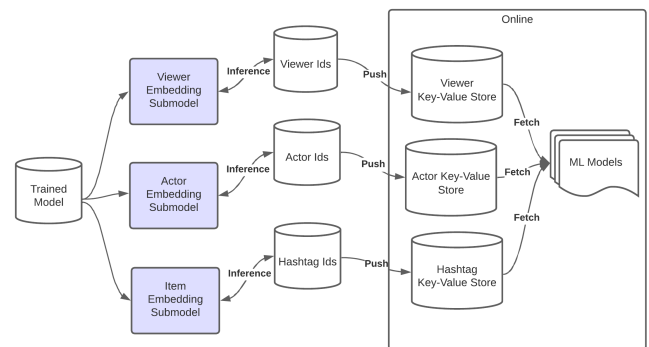 Online
Viewer
Embedding
Submodel
Inference
Viewer Ids
Push
Viewer
Key-Value Store
Fetch
Trained
Model
Actor
Embedding
Submodel
Inference
Actor Ids
Push
Actor Key-Value
Store
Fetch
ML Models
Fetch
Item
Embedding
Submodel
Inference
Hashtag Ids
Push
Hashtag
Key-Value Store